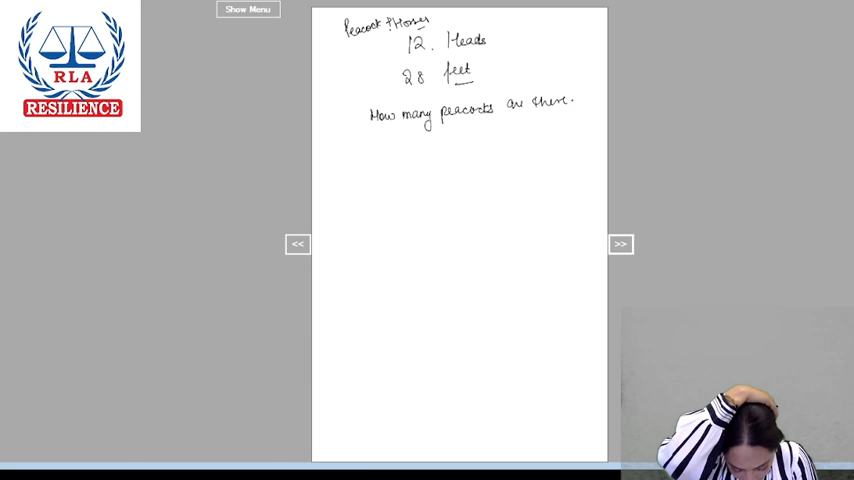 Show Menu
RLA
RESILIENCE
Peacock & Horses
12. Heads
28 feet
How many peacocks are there.
<< >>